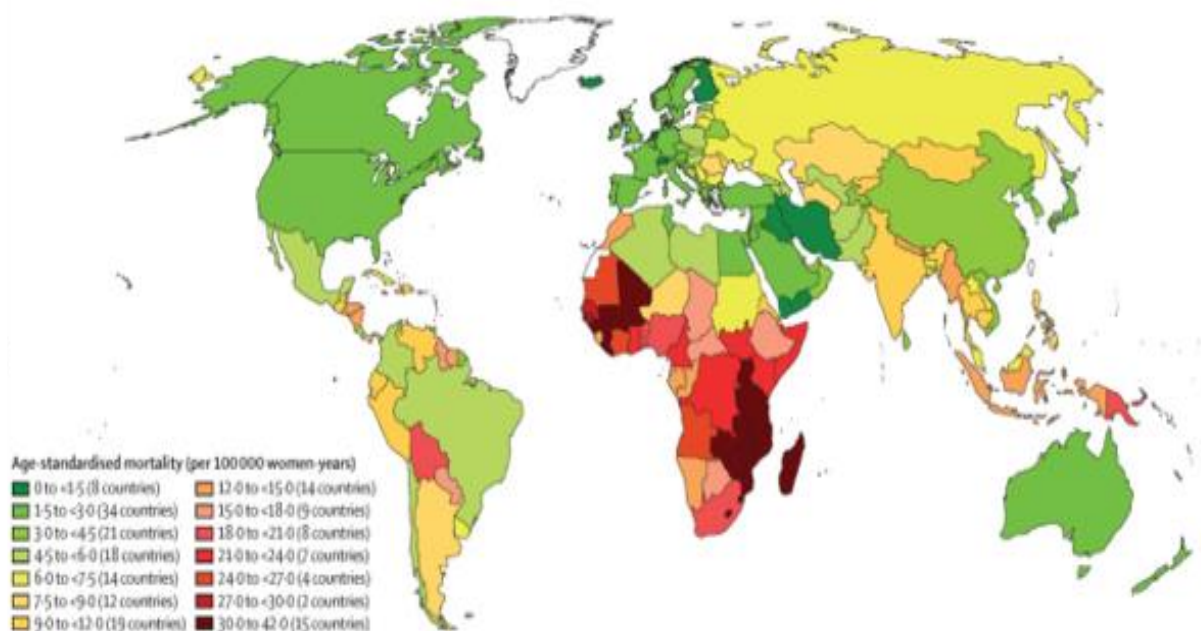 Age-standardised mortality (per 100 000 women-years)
0 to <1·5 (8 countries)
1·5 to <3·0 (34 countries)
3·0 to <4·5 (21 countries)
4·5 to <6·0 (18 countries)
6·0 to <7·5 (14 countries)
7·5 to <9·0 (12 countries)
9·0 to <12·0 (19 countries)
12·0 to <15·0 (14 countries)
15·0 to <18·0 (9 countries)
18·0 to <21·0 (8 countries)
21·0 to <24·0 (7 countries)
24·0 to <27·0 (4 countries)
27·0 to <30·0 (2 countries)
30·0 to 42·0 (15 countries)